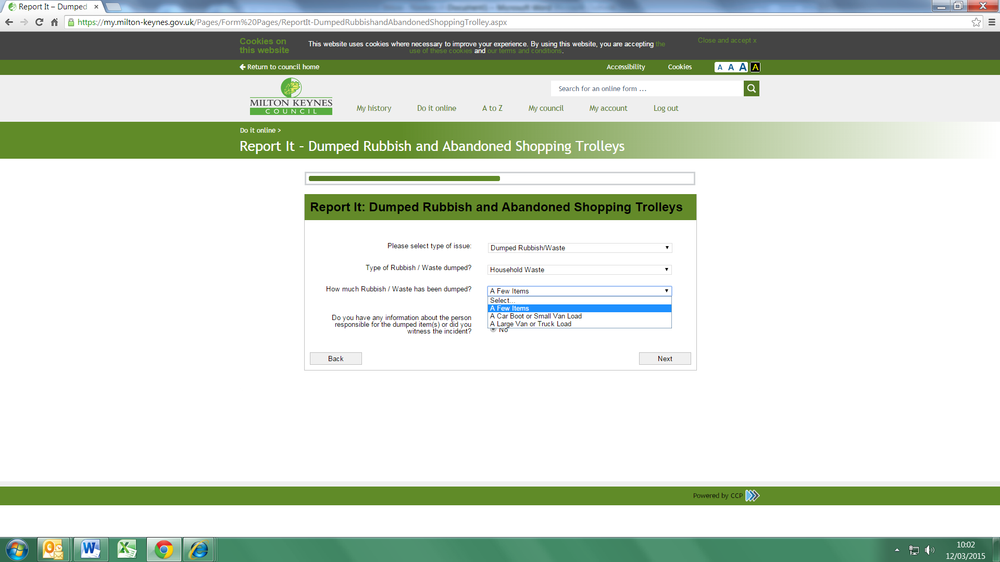 Report It – Dumped
https://my.milton-keynes.gov.uk/Pages/Form%20Pages/ReportIt-DumpedRubbishandAbandonedShoppingTrolley.aspx
Cookies on
this website
This website uses cookies where necessary to improve your experience. By using this website, you are accepting the
use of these cookies and our terms and conditions.
Close and accept x
Return to council home
Accessibility
Cookies
A A A A
MILTON KEYNES
COUNCIL
Search for an online form ...
My history
Do it online
A to Z
My council
My account
Log out
Do it online >
Report It - Dumped Rubbish and Abandoned Shopping Trolleys
Report It: Dumped Rubbish and Abandoned Shopping Trolleys
Please select type of issue:
Dumped Rubbish/Waste
Type of Rubbish / Waste dumped?
Household Waste
How much Rubbish / Waste has been dumped?
A Few Items
Select...
A Few Items
A Car Boot or Small Van Load
A Large Van or Truck Load
Do you have any information about the person
responsible for the dumped item(s) or did you
witness the incident?
No
Back
Next
Powered by CCP
10:02
12/03/2015